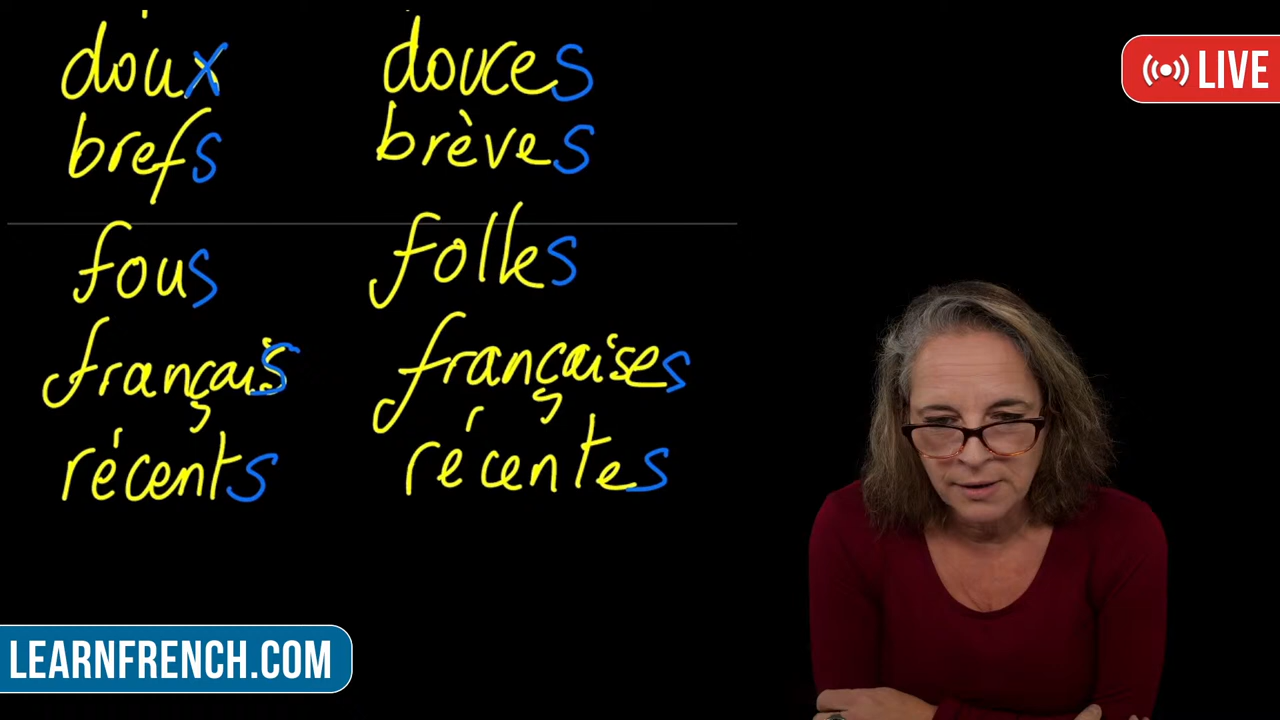 doux douces
LIVE
brefs brèves
fous folles
français françaises
récents récentes
LEARNFRENCH.COM